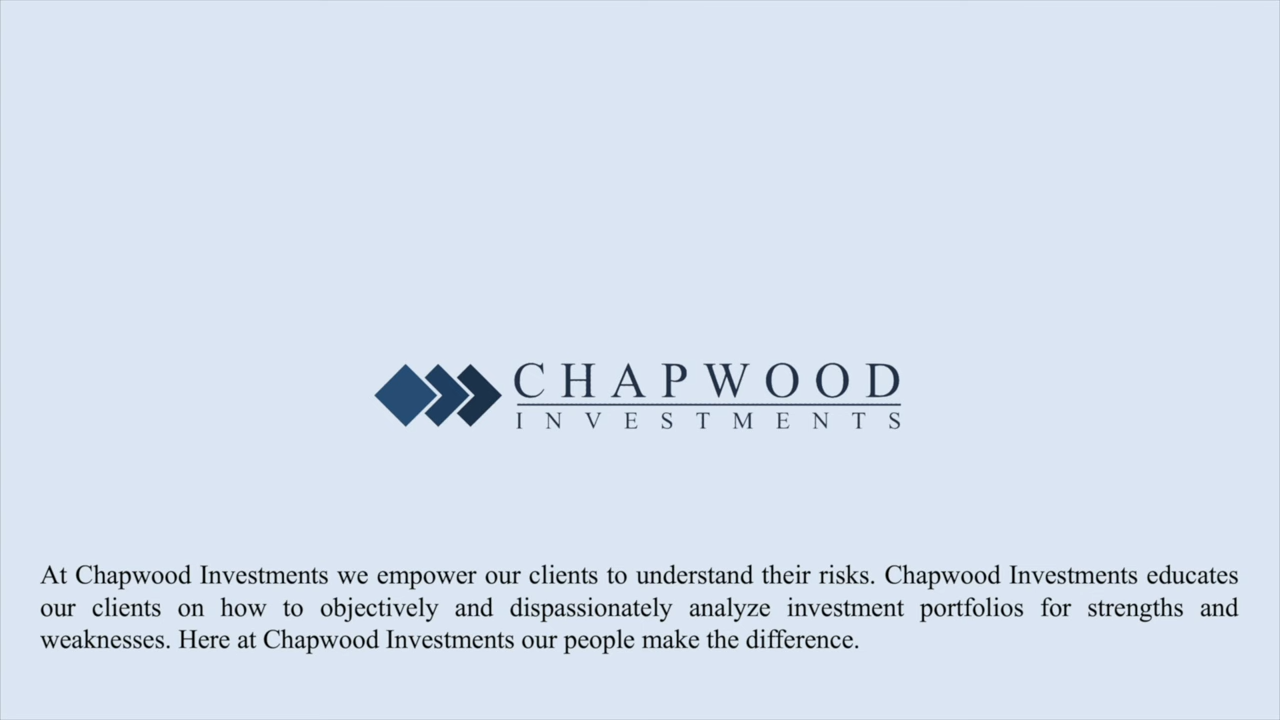 CHAPWOOD
INVESTMENTS
At Chapwood Investments we empower our clients to understand their risks. Chapwood Investments educates
our clients on how to objectively and dispassionately analyze investment portfolios for strengths and
weaknesses. Here at Chapwood Investments our people make the difference.